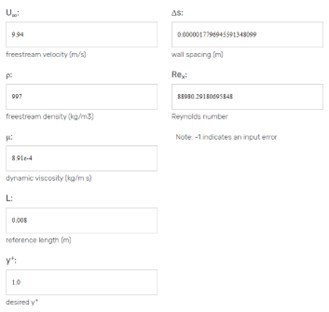 U∞:
9.94
freestream velocity (m/s)
ρ:
997
freestream density (kg/m3)
μ:
8.91e-4
dynamic viscosity (kg/m s)
L:
0.008
reference length (m)
y+:
1.0
desired y+
Δs:
0.0000017796945591348099
wall spacing (m)
Reₓ:
88980.29180695848
Reynolds number
Note: -1 indicates an input error